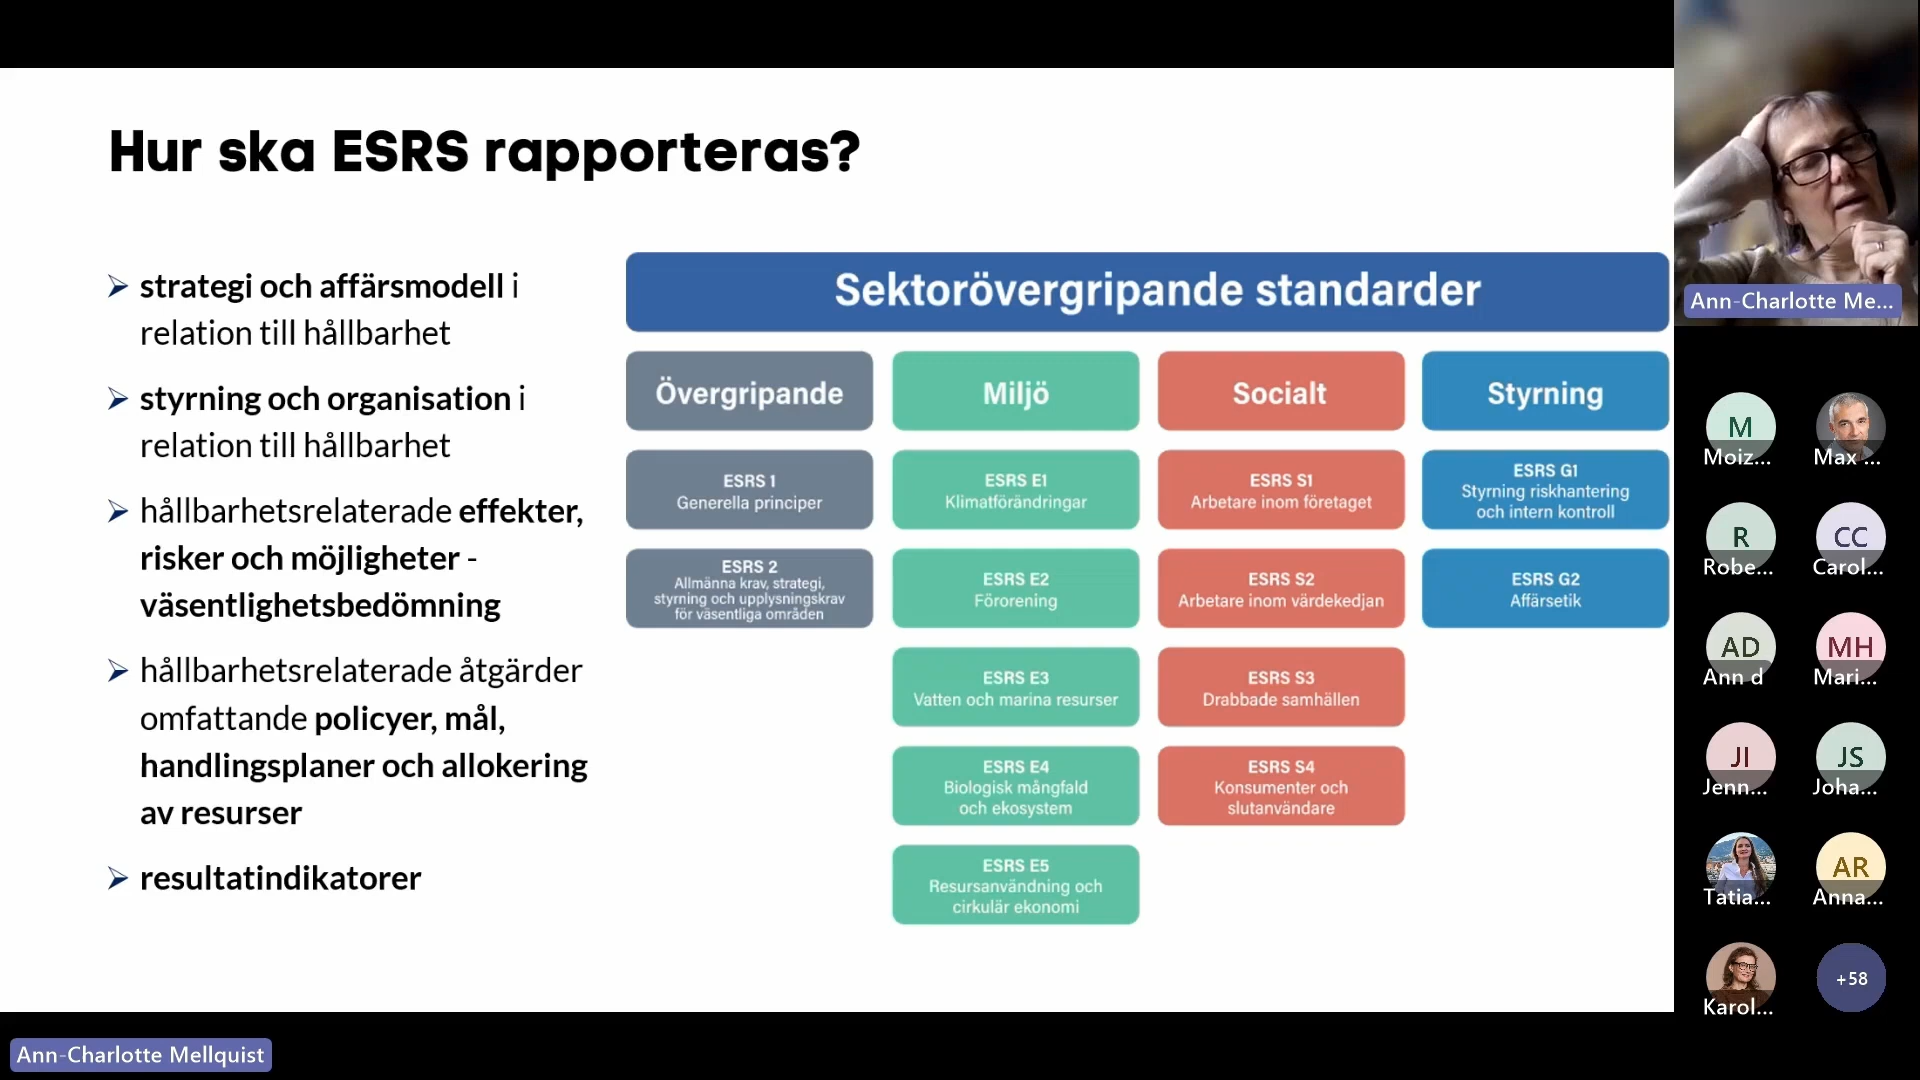 Hur ska ESRS rapporteras?
strategi och affärsmodell i
relation till hållbarhet
styrning och organisation i
relation till hållbarhet
hållbarhetsrelaterade effekter,
risker och möjligheter -
väsentlighetsbedömning
hållbarhetsrelaterade åtgärder
omfattande policyer, mål,
handlingsplaner och allokering
av resurser
resultatindikatorer
Sektorövergripande standarder
Övergripande
Miljö
Socialt
Styrning
ESRS 1
Generella principer
ESRS E1
Klimatförändringar
ESRS S1
Arbetare inom företaget
ESRS G1
Styrning riskhantering
och intern kontroll
ESRS 2
Allmänna krav, strategi,
styrning och upplysningskrav
för väsentliga områden
ESRS E2
Förorening
ESRS S2
Arbetare inom värdekedjan
ESRS G2
Affärsetik
ESRS E3
Vatten och marina resurser
ESRS S3
Drabbade samhällen
ESRS E4
Biologisk mångfald
och ekosystem
ESRS S4
Konsumenter och
slutanvändare
ESRS E5
Resursanvändning och
cirkulär ekonomi
Ann-Charlotte Me...
M
Moiz...
Max ...
R
Robe...
CC
Carol...
AD
Ann d
MH
Mari...
JI
Jenn...
JS
Joha...
Tatia...
AR
Anna...
Karol...
+58
Ann-Charlotte Mellquist